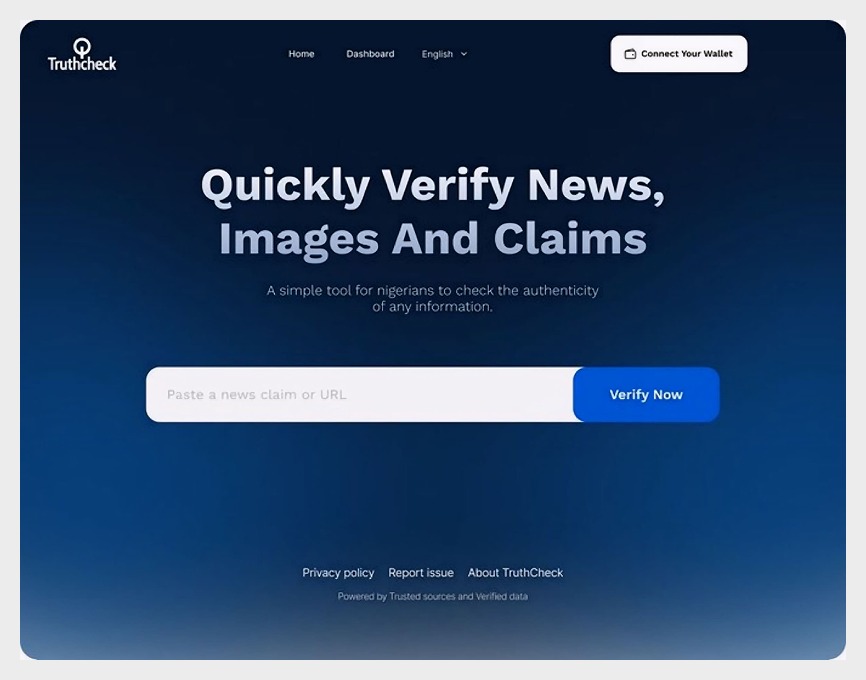 Truthcheck
Home
Dashboard
English
Connect Your Wallet
Quickly Verify News,
Images And Claims
A simple tool for nigerians to check the authenticity
of any information.
Paste a news claim or URL
Verify Now
Privacy policy Report issue About TruthCheck
Powered by Trusted sources and Verified data